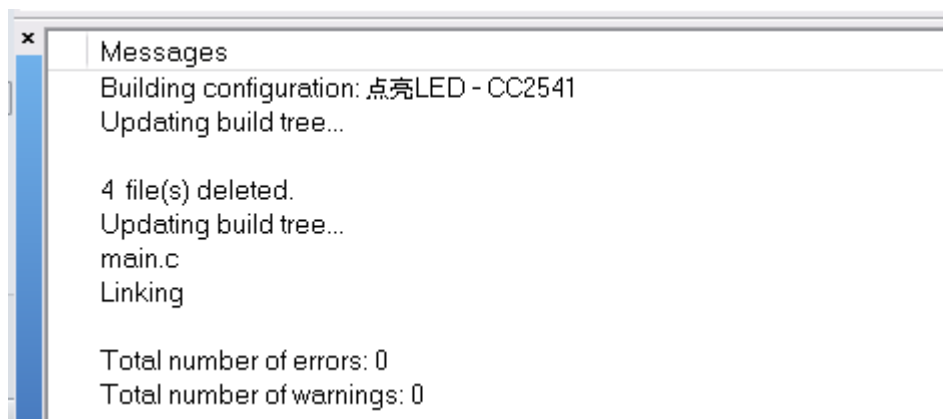 Messages
Building configuration: 点亮LED - CC2541
Updating build tree...
4 file(s) deleted.
Updating build tree...
main.c
Linking
Total number of errors: 0
Total number of warnings: 0